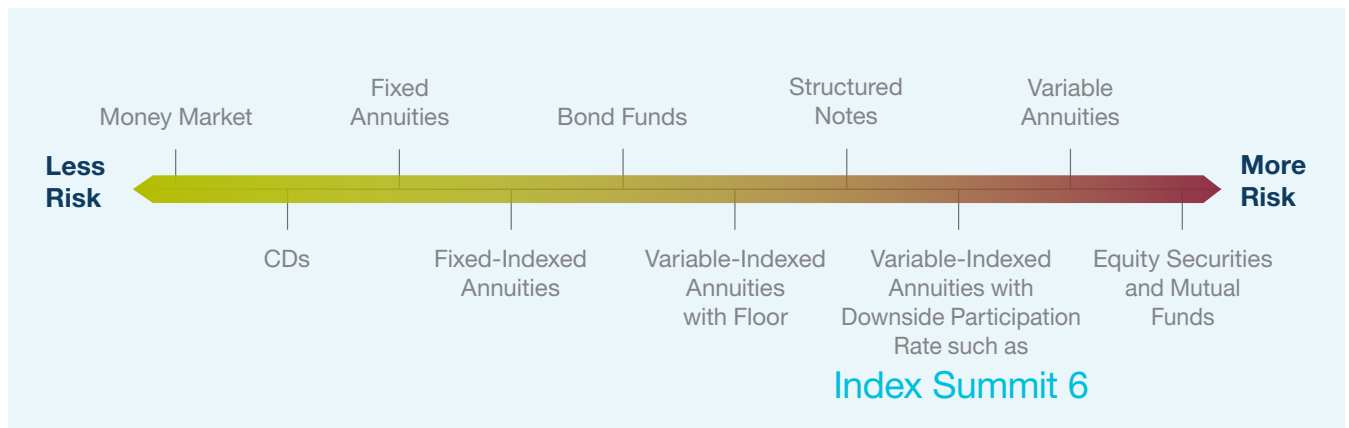 Money Market
Fixed
Annuities
Bond Funds
Structured
Notes
Variable
Annuities
Less
Risk
More
Risk
CDs
Fixed-Indexed
Annuities
Variable-Indexed
Annuities
with Floor
Variable-Indexed
Annuities with
Downside Participation
Rate such as
Index Summit 6
Equity Securities
and Mutual
Funds